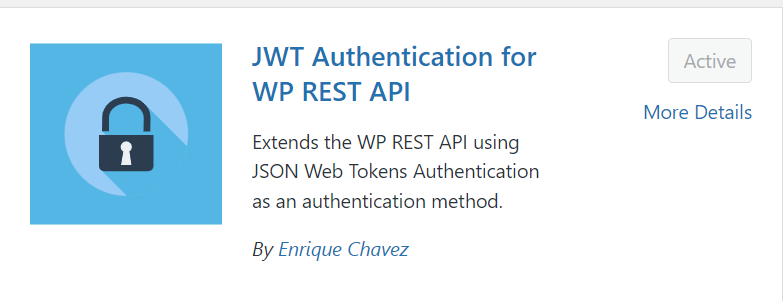 JWT Authentication for
WP REST API
Active
More Details
Extends the WP REST API using
JSON Web Tokens Authentication
as an authentication method.
By Enrique Chavez